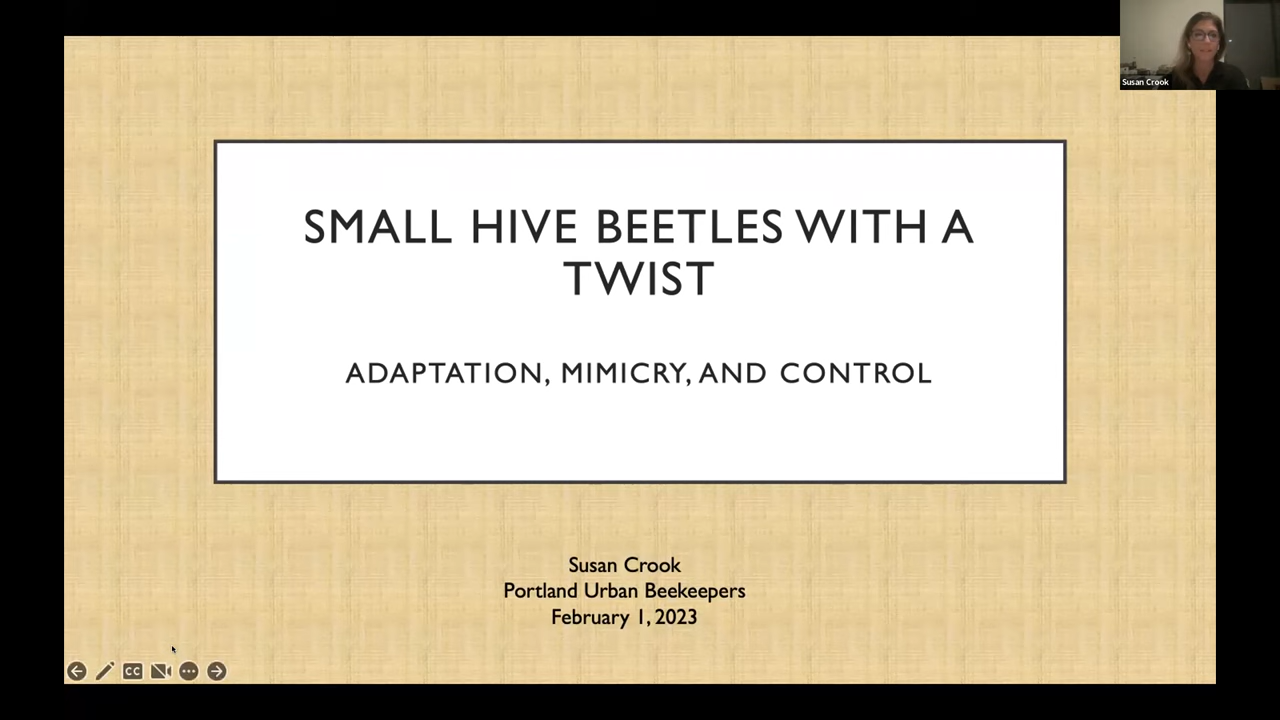 Susan Crook
SMALL HIVE BEETLES WITH A
TWIST
ADAPTATION, MIMICRY, AND CONTROL
Susan Crook
Portland Urban Beekeepers
February 1, 2023
CC